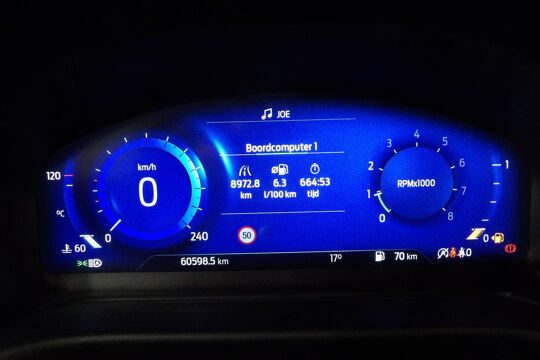 JOE
Boordcomputer 1
8972.8 6.3 664:53
km l/100 km tijd
120
°C
60
km/h
0
0 240
50
0 1 2 3 4 5 6 7 8
RPMx1000
1
0
60598.5 km 17° 70 km
0